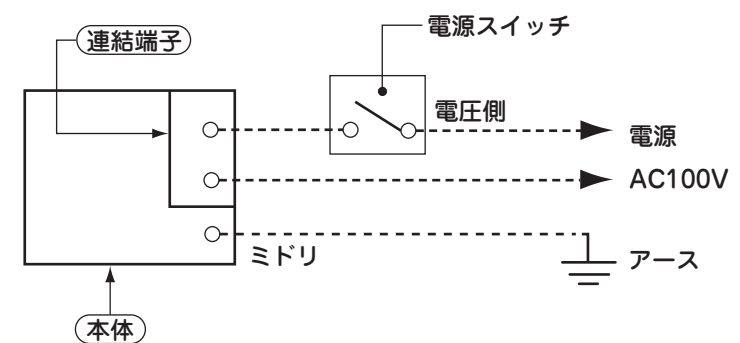 電源スイッチ
連結端子
電圧側
電源
AC100V
ミドリ
アース
本体